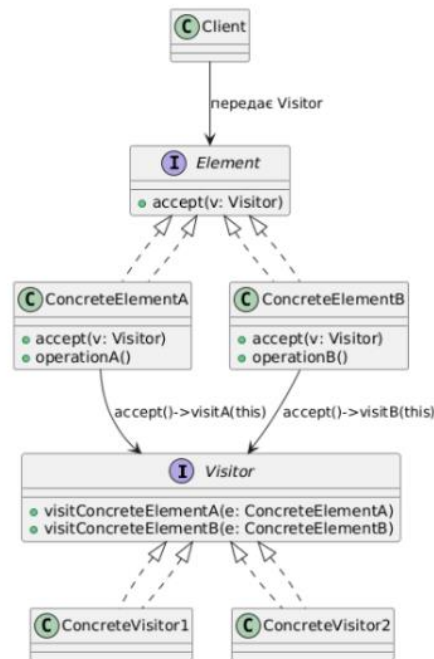 C Client
передає Visitor
I Element
accept(v: Visitor)
C ConcreteElementA
C ConcreteElementB
accept(v: Visitor)
operationA()
accept(v: Visitor)
operationB()
accept()->visitA(this)
accept()->visitB(this)
I Visitor
visitConcreteElementA(e: ConcreteElementA)
visitConcreteElementB(e: ConcreteElementB)
C ConcreteVisitor1
C ConcreteVisitor2